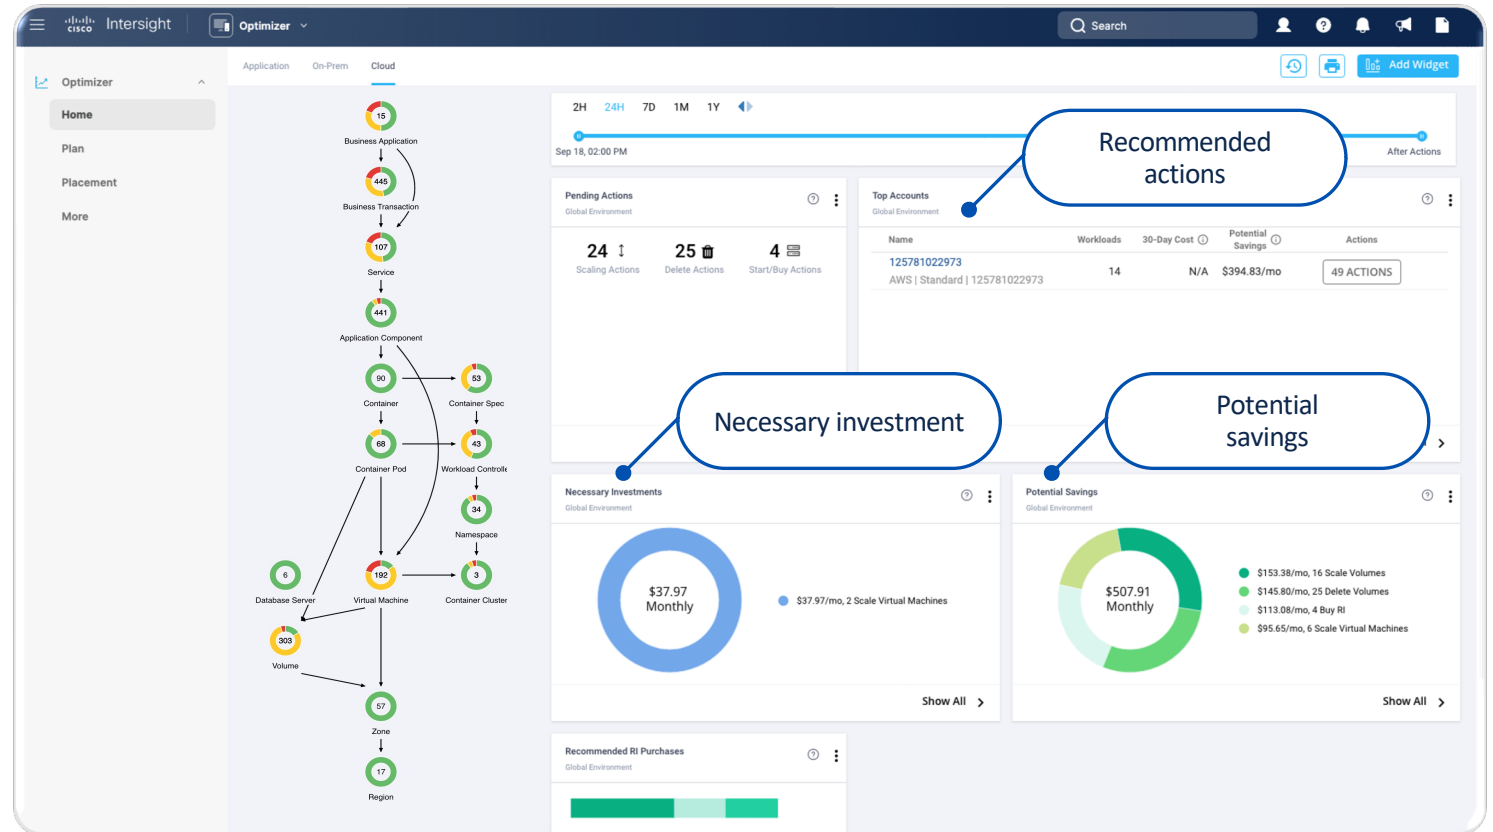 cisco Intersight Optimizer
Search
Optimizer
Home
Plan
Placement
More
Application On-Prem Cloud
Add Widget
15
Business Application
445
Business Transaction
107
Service
441
Application Component
90
Container
53
Container Spec
68
Container Pod
43
Workload Controlle
34
Namespace
6
Database Server
192
Virtual Machine
3
Container Cluster
303
Volume
57
Zone
17
Region
2H 24H 7D 1M 1Y
Sep 18, 02:00 PM
After Actions
Recommended
actions
Pending Actions
Global Environment
24
Scaling Actions
25
Delete Actions
4
Start/Buy Actions
Top Accounts
Global Environment
Name Workloads 30-Day Cost Potential
Savings Actions
125781022973
AWS | Standard | 125781022973
14 N/A $394.83/mo 49 ACTIONS
Necessary investment
Potential
savings
Necessary Investments
Global Environment
$37.97
Monthly
$37.97/mo, 2 Scale Virtual Machines
Show All
Potential Savings
Global Environment
$507.91
Monthly
$153.38/mo, 16 Scale Volumes
$145.80/mo, 25 Delete Volumes
$113.08/mo, 4 Buy RI
$95.65/mo, 6 Scale Virtual Machines
Show All
Recommended RI Purchases
Global Environment